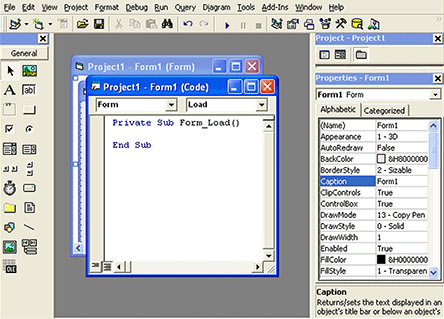 File Edit View Project Format Debug Run Query Diagram Tools Add-Ins Window Help
General
A ab|
OLE
Project1 - Form1 (Form)
Project1 - Form1 (Code)
Form Load
Private Sub Form_Load()
End Sub
Project - Project1
Properties - Form1
Form1 Form
Alphabetic Categorized
(Name) Form1
Appearance 1 - 3D
AutoRedraw False
BackColor &H8000000
BorderStyle 2 - Sizable
Caption Form1
ClipControls True
ControlBox True
DrawMode 13 - Copy Pen
DrawStyle 0 - Solid
DrawWidth 1
Enabled True
FillColor &H0000000
FillStyle 1 - Transparen
Caption
Returns/sets the text displayed in an
object's title bar or below an object's